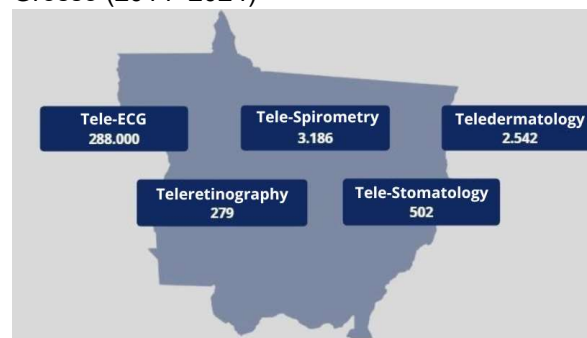 Tele-ECG
288.000
Tele-Spirometry
3.186
Teledermatology
2.542
Teleretinography
279
Tele-Stomatology
502